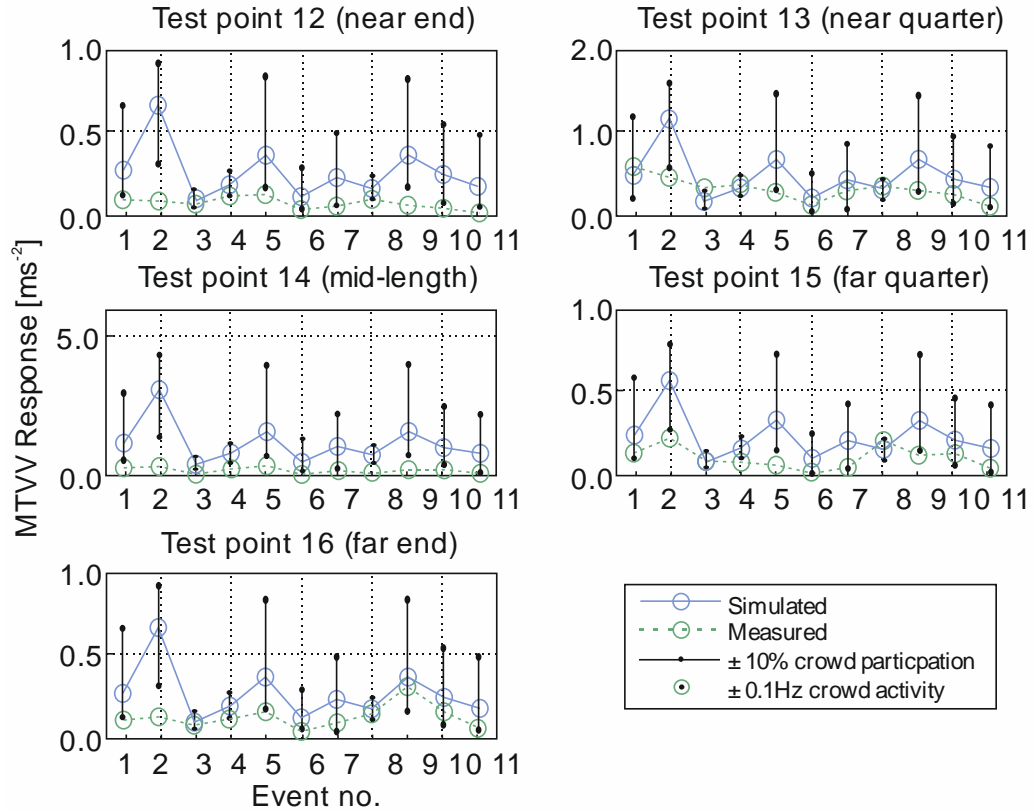 Test point 12 (near end)
1.0
0.5
0.0
1 2 3 4 5 6 7 8 9 10 11
Test point 13 (near quarter)
2.0
1.0
0.0
1 2 3 4 5 6 7 8 9 10 11
MTVV Response [ms⁻²]
Test point 14 (mid-length)
5.0
0.0
1 2 3 4 5 6 7 8 9 10 11
Test point 15 (far quarter)
1.0
0.5
0.0
1 2 3 4 5 6 7 8 9 10 11
Test point 16 (far end)
1.0
0.5
0.0
1 2 3 4 5 6 7 8 9 10 11
Event no.
Simulated
Measured
± 10% crowd particpation
± 0.1Hz crowd activity